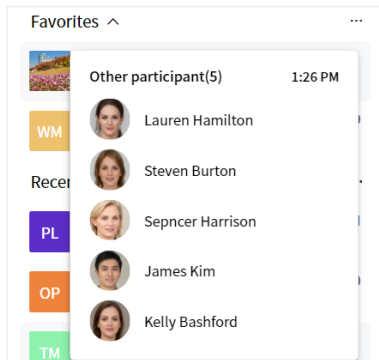 Favorites
Other participant(5) 1:26 PM
Lauren Hamilton
WM
Steven Burton
Recer
Sepncer Harrison
PL
James Kim
OP
Kelly Bashford
TM